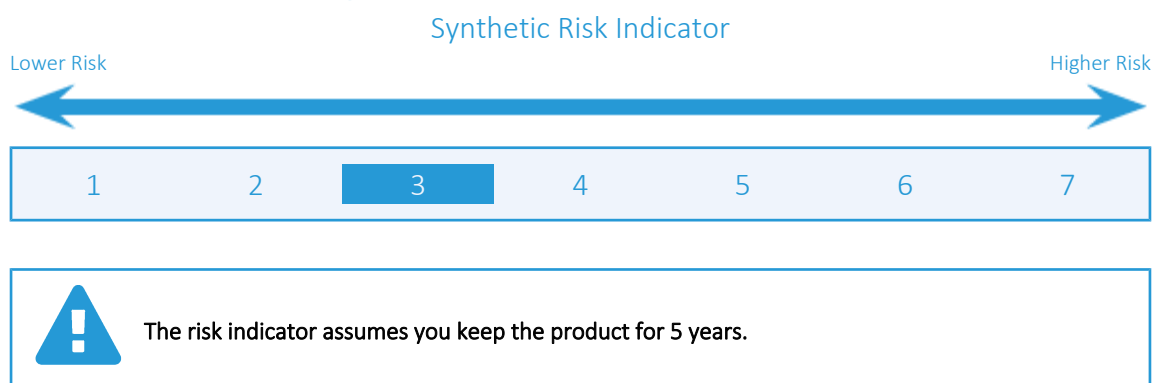 Synthetic Risk Indicator
Lower Risk Higher Risk
1 2 3 4 5 6 7
The risk indicator assumes you keep the product for 5 years.